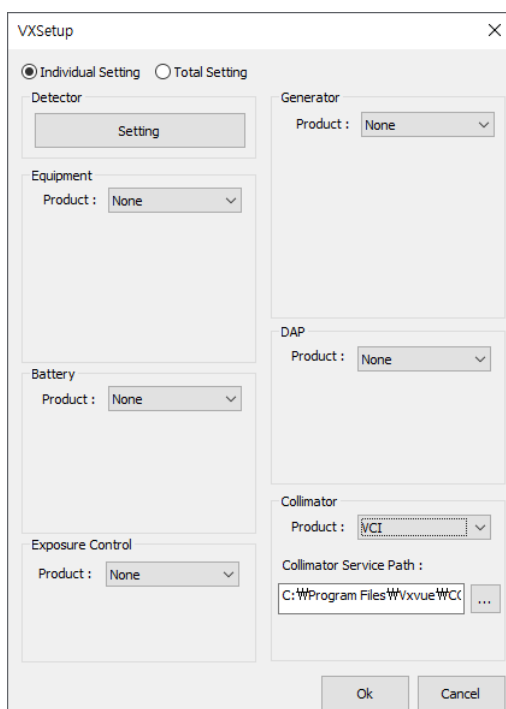 VXSetup
Individual Setting Total Setting
Detector
Setting
Equipment
Product : None
Battery
Product : None
Exposure Control
Product : None
Generator
Product : None
DAP
Product : None
Collimator
Product : VCI
Collimator Service Path :
C:₩Program Files₩Vxvue₩CO
...
Ok Cancel